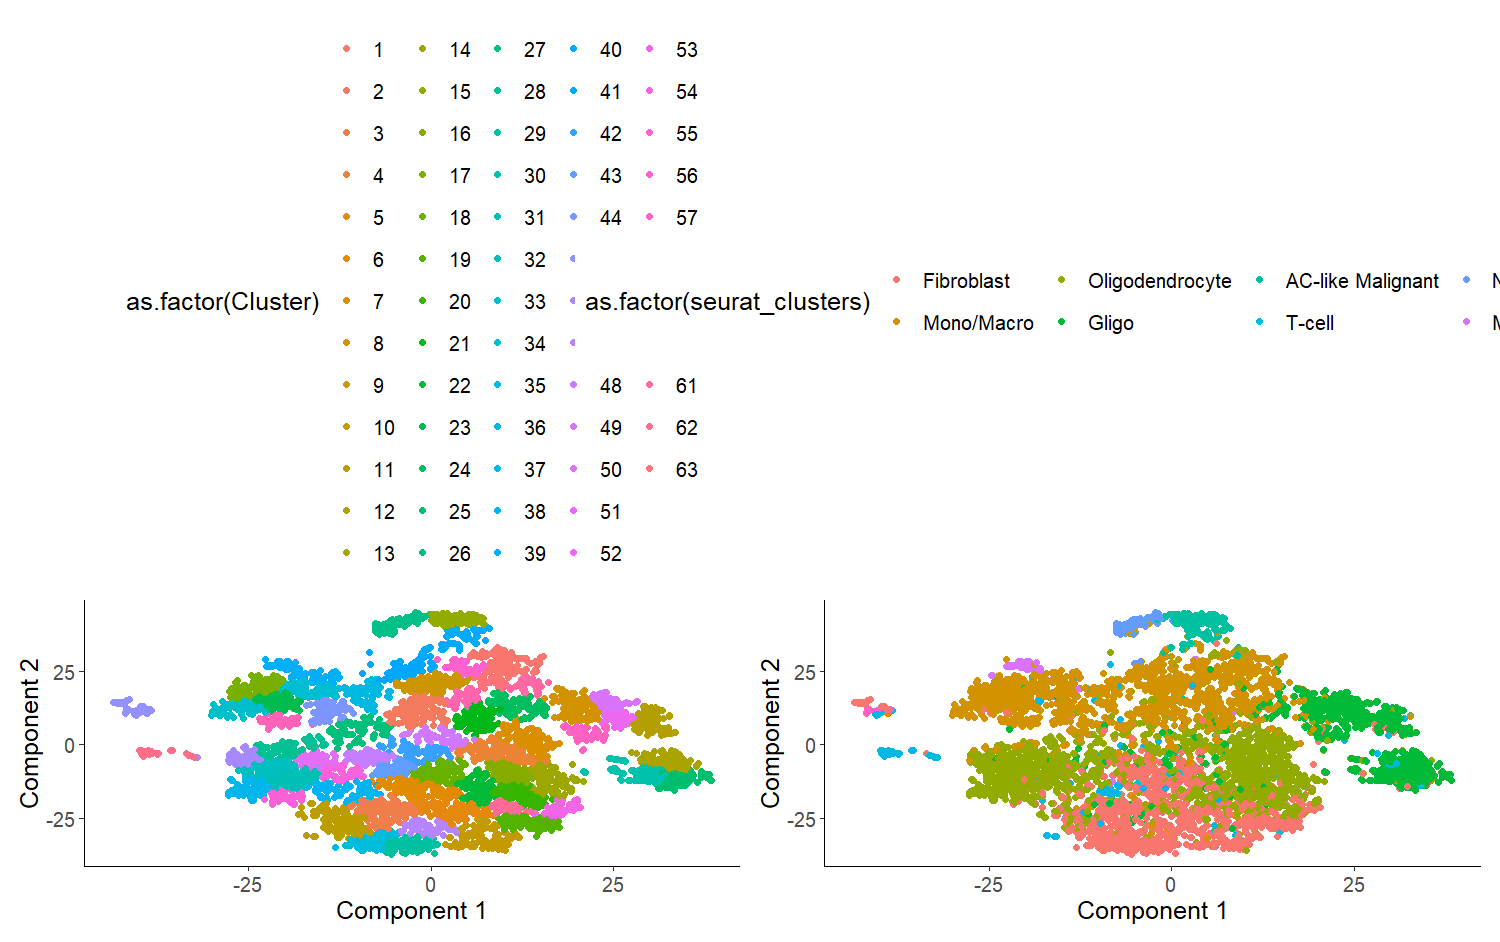 1 14 27 40 53
2 15 28 41 54
3 16 29 42 55
4 17 30 43 56
5 18 31 44 57
6 19 32
as.factor(Cluster) 7 20 33 as.factor(seurat_clusters)
8 21 34
9 22 35 48 61
10 23 36 49 62
11 24 37 50 63
12 25 38 51
13 26 39 52
Fibroblast Oligodendrocyte AC-like Malignant N
Mono/Macro Gligo T-cell M
Component 2
25
0
-25
-25 0 25
Component 1
Component 2
25
0
-25
-25 0 25
Component 1